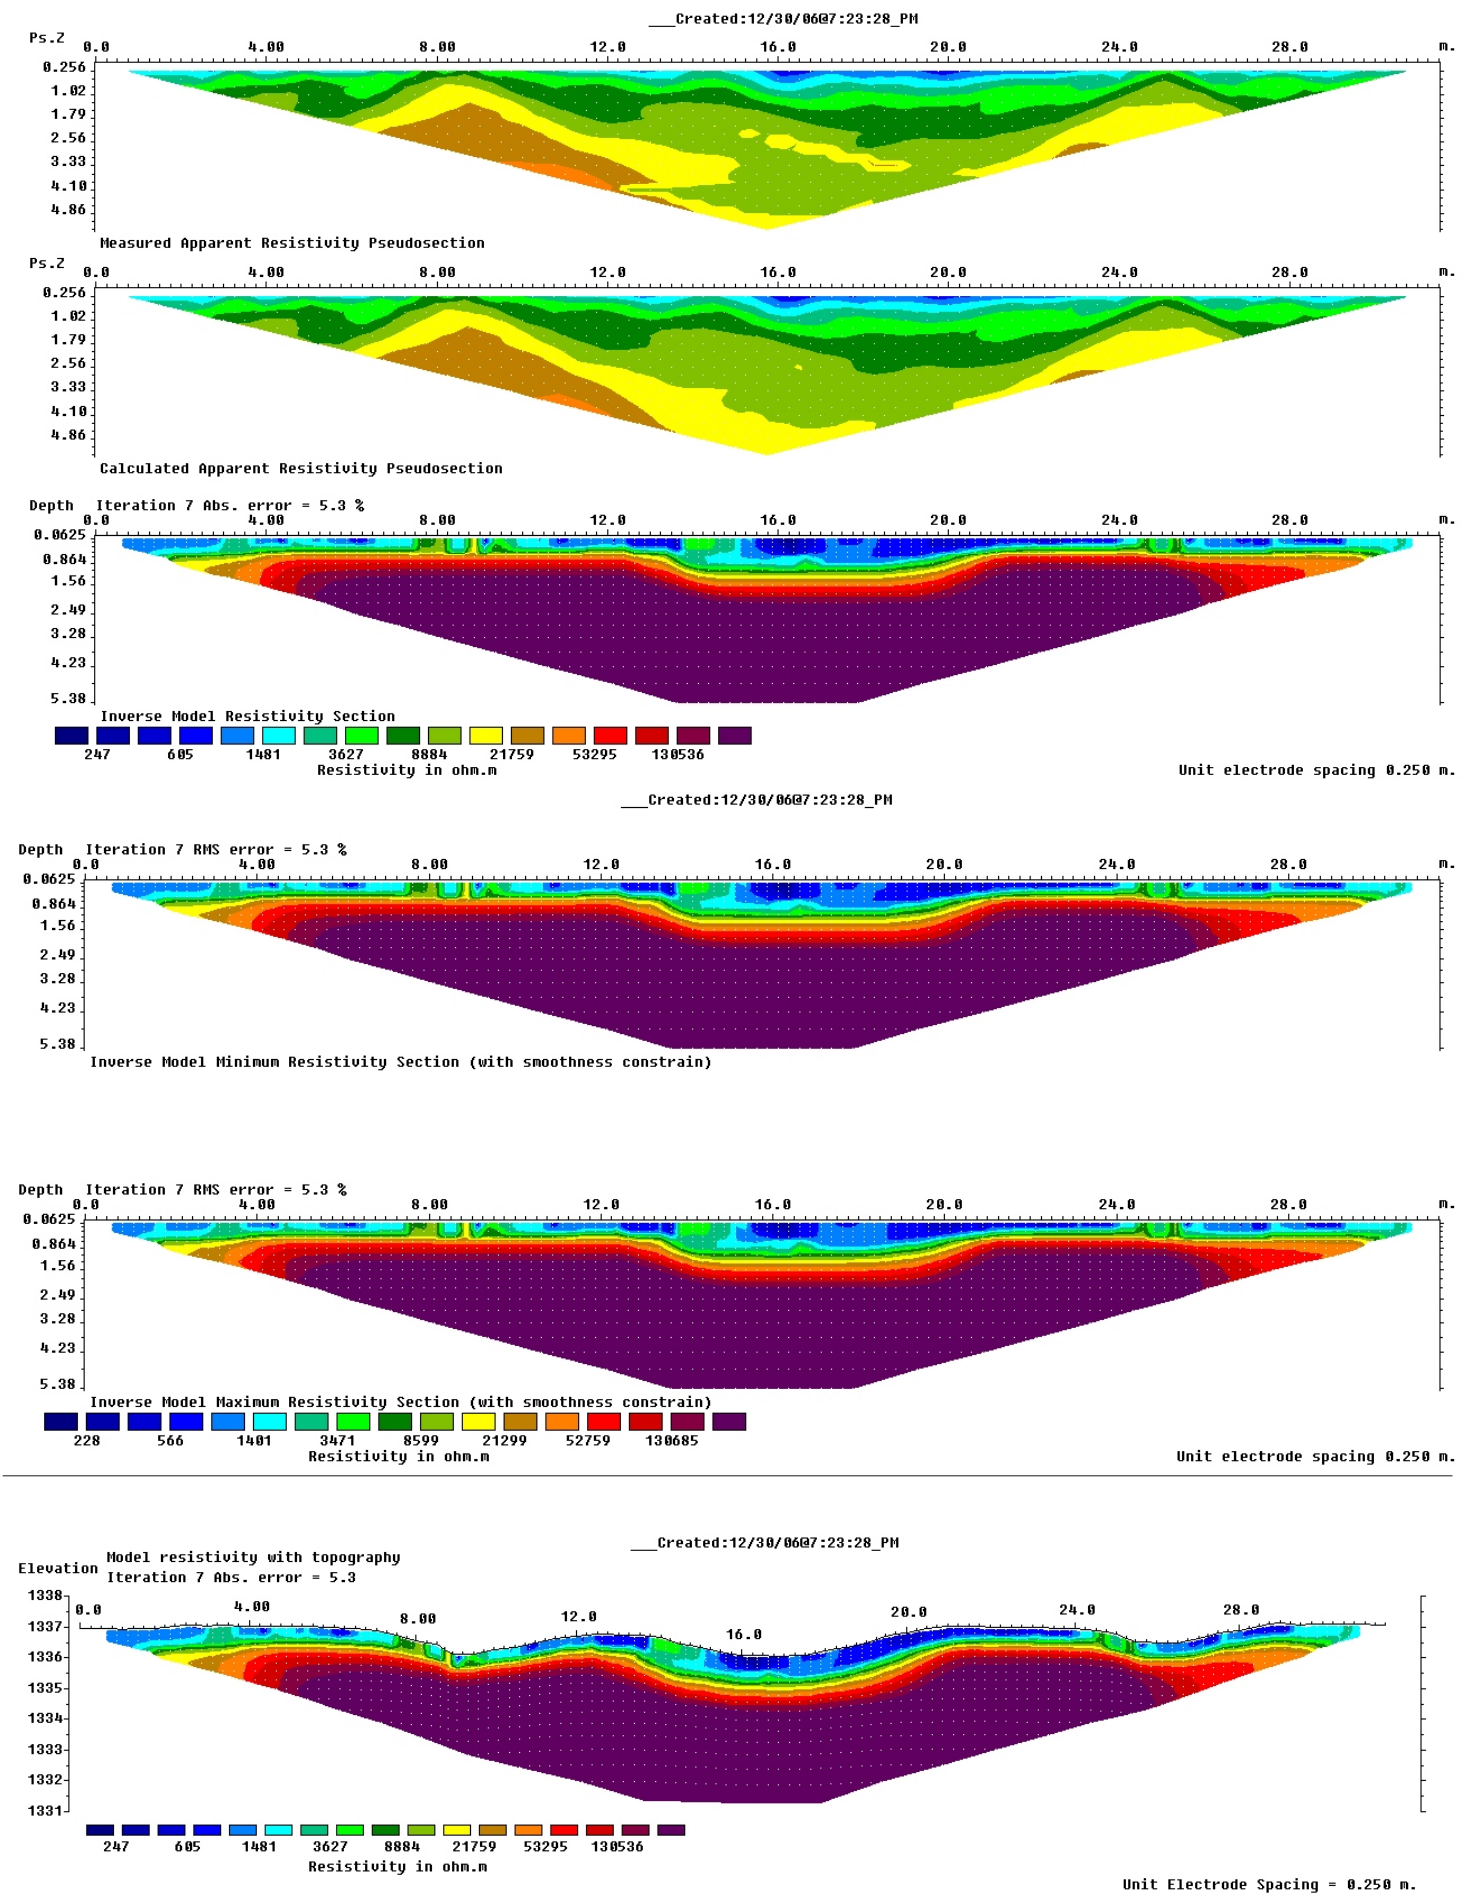 ___Created:12/30/06@7:23:28_PM
Ps.Z
0.0 4.00 8.00 12.0 16.0 20.0 24.0 28.0 m.
0.256
1.02
1.79
2.56
3.33
4.10
4.86
Measured Apparent Resistivity Pseudosection
Ps.Z
0.0 4.00 8.00 12.0 16.0 20.0 24.0 28.0 m.
0.256
1.02
1.79
2.56
3.33
4.10
4.86
Calculated Apparent Resistivity Pseudosection
Depth Iteration 7 Abs. error = 5.3 %
0.0 4.00 8.00 12.0 16.0 20.0 24.0 28.0 m.
0.0625
0.864
1.56
2.49
3.28
4.23
5.38
Inverse Model Resistivity Section
247 605 1481 3627 8884 21759 53295 130536
Resistivity in ohm.m Unit electrode spacing 0.250 m.
___Created:12/30/06@7:23:28_PM
Depth Iteration 7 RMS error = 5.3 %
0.0 4.00 8.00 12.0 16.0 20.0 24.0 28.0 m.
0.0625
0.864
1.56
2.49
3.28
4.23
5.38
Inverse Model Minimum Resistivity Section (with smoothness constrain)
Depth Iteration 7 RMS error = 5.3 %
0.0 4.00 8.00 12.0 16.0 20.0 24.0 28.0 m.
0.0625
0.864
1.56
2.49
3.28
4.23
5.38
Inverse Model Maximum Resistivity Section (with smoothness constrain)
228 566 1401 3471 8599 21299 52759 130685
Resistivity in ohm.m Unit electrode spacing 0.250 m.
___Created:12/30/06@7:23:28_PM
Model resistivity with topography
Elevation Iteration 7 Abs. error = 5.3
1338
0.0 4.00 8.00 12.0 16.0 20.0 24.0 28.0
1337
1336
1335
1334
1333
1332
1331
247 605 1481 3627 8884 21759 53295 130536
Resistivity in ohm.m
Unit Electrode Spacing = 0.250 m.